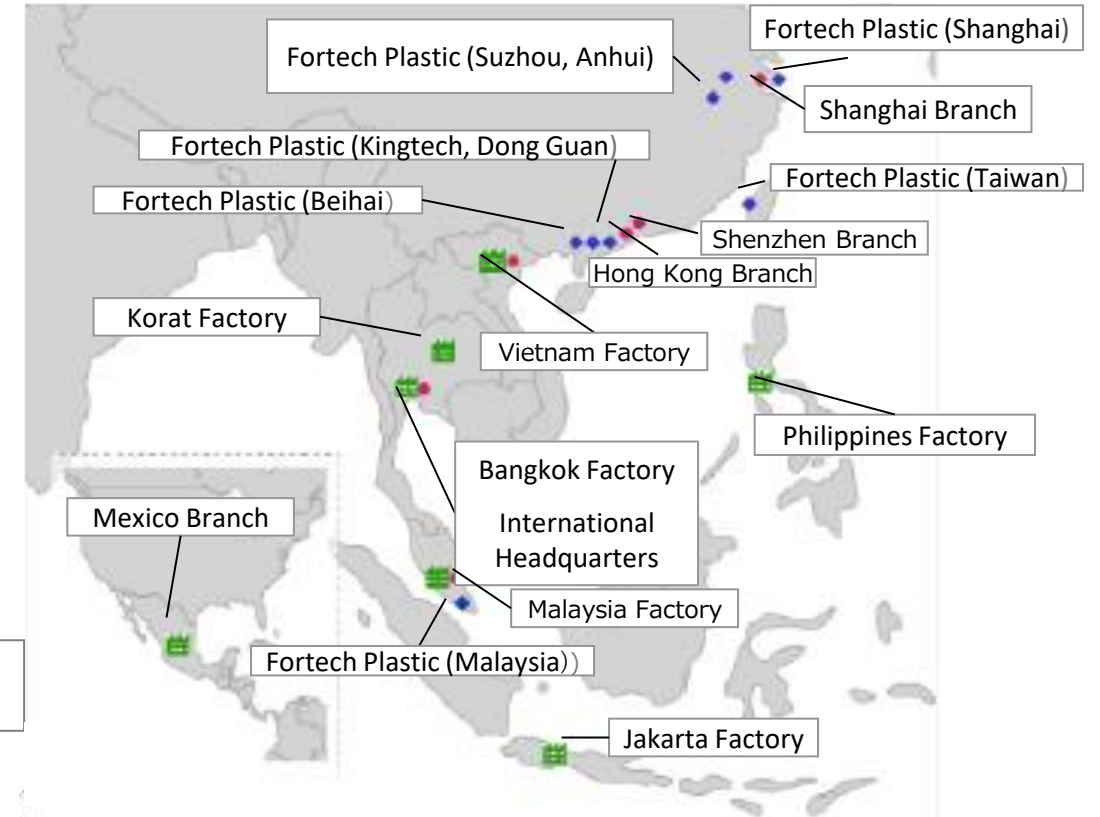 Fortech Plastic (Shanghai)
Fortech Plastic (Suzhou, Anhui)
Shanghai Branch
Fortech Plastic (Kingtech, Dong Guan)
Fortech Plastic (Taiwan)
Fortech Plastic (Beihai)
Shenzhen Branch
Hong Kong Branch
Korat Factory
Vietnam Factory
Philippines Factory
Bangkok Factory
International
Headquarters
Mexico Branch
Malaysia Factory
Fortech Plastic (Malaysia))
Jakarta Factory